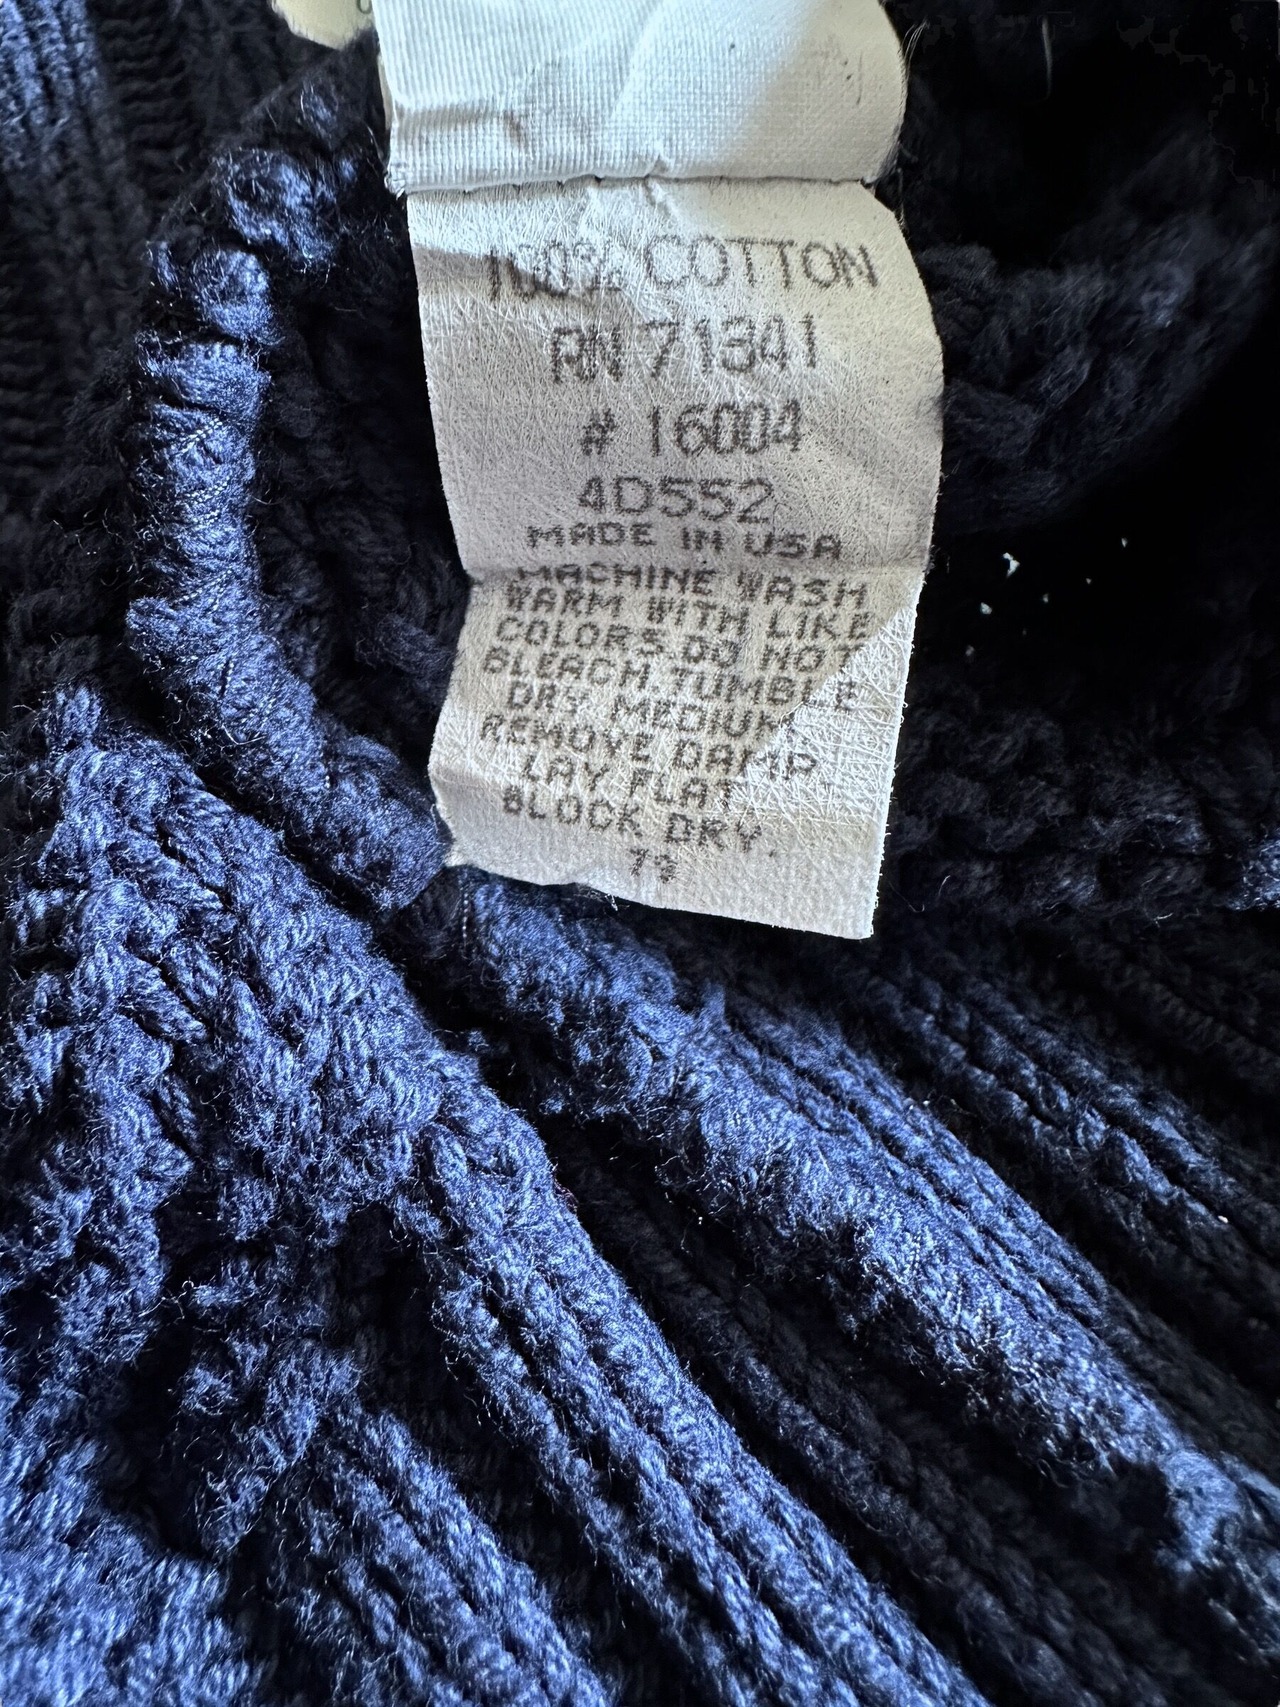 100% COTTON
RN 71341
# 16004
4D552
MADE IN USA
MACHINE WASH
WARM WITH LIKE
COLORS.DO NOT
BLEACH.TUMBLE
DRY MEDIUM
REMOVE DAMP
LAY FLAT
BLOCK DRY.